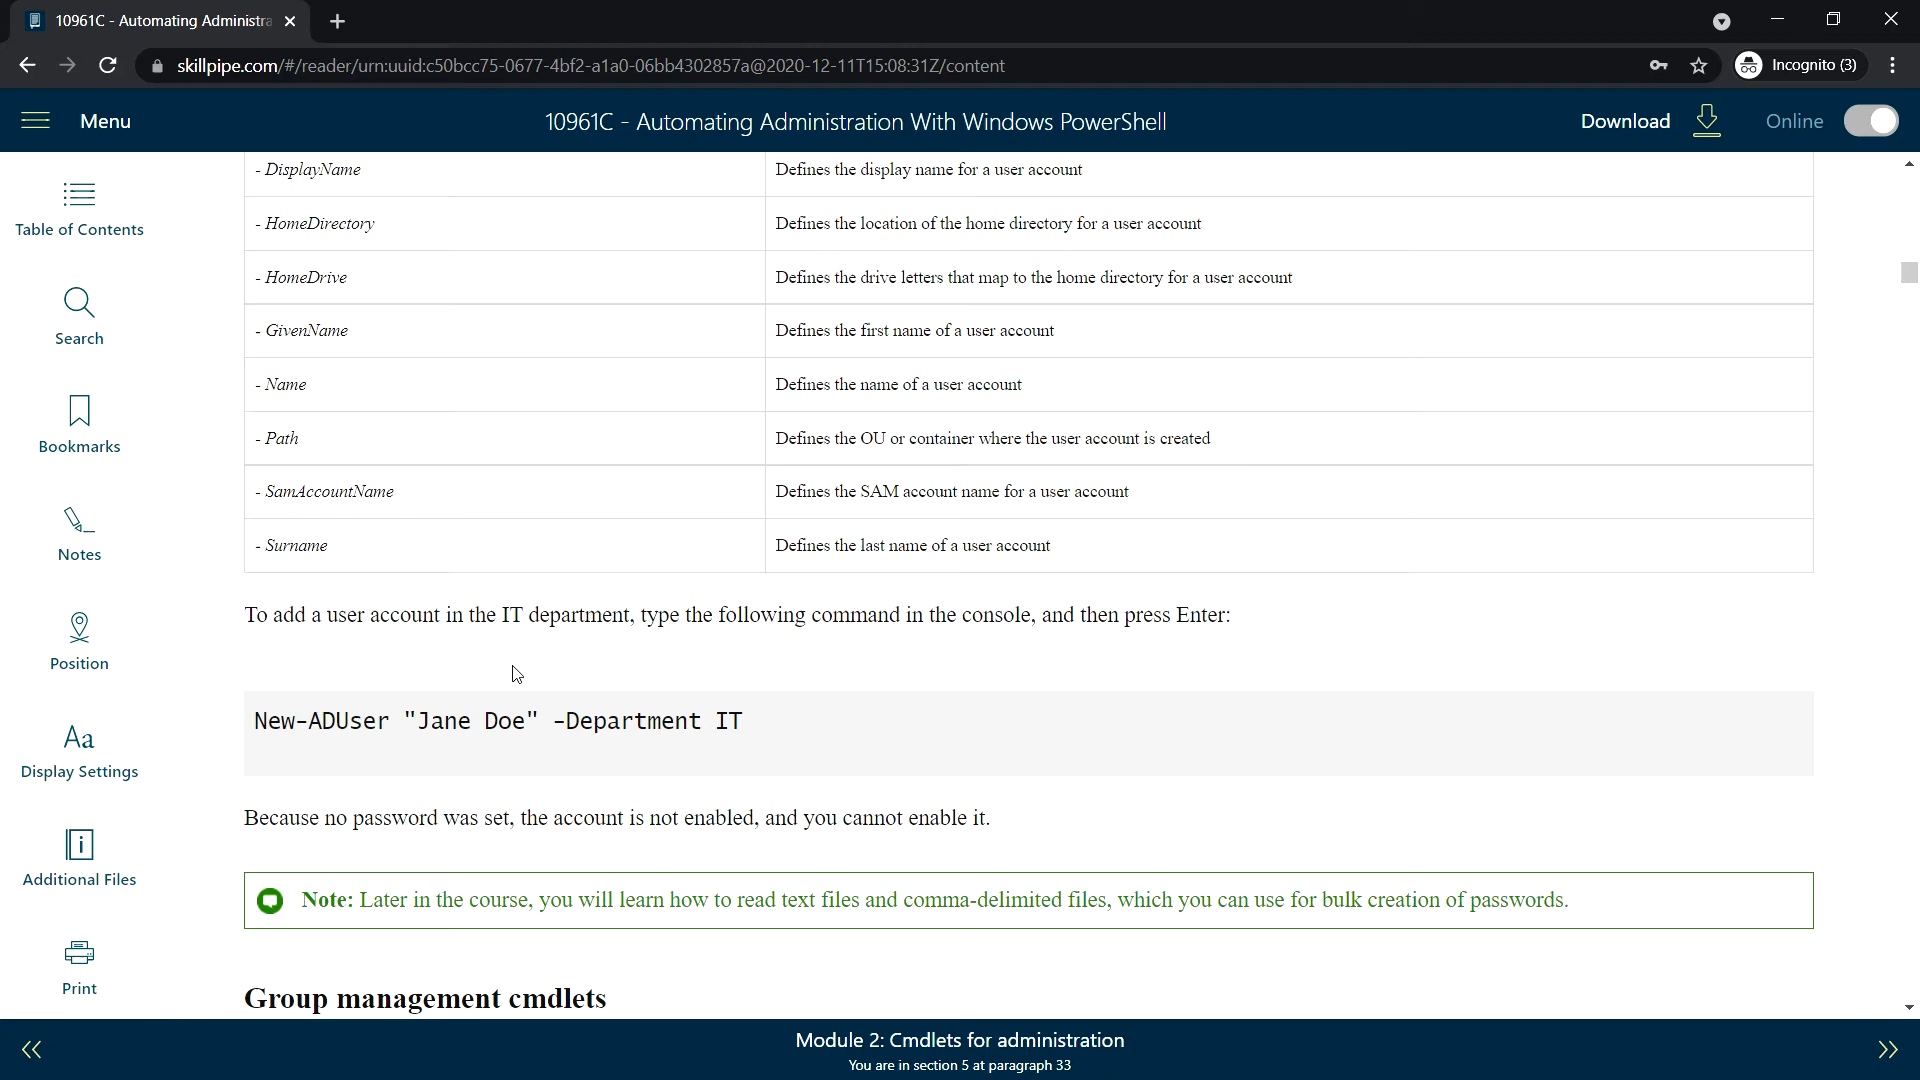 10961C - Automating Administra
skillpipe.com/#/reader/urn:uuid:c50bcc75-0677-4bf2-a1a0-06bb4302857a@2020-12-11T15:08:31Z/content
Incognito (3)
Menu
10961C - Automating Administration With Windows PowerShell
Download
Online
Table of Contents
Search
Bookmarks
Notes
Position
Aa
Display Settings
Additional Files
Print
- DisplayName Defines the display name for a user account
- HomeDirectory Defines the location of the home directory for a user account
- HomeDrive Defines the drive letters that map to the home directory for a user account
- GivenName Defines the first name of a user account
- Name Defines the name of a user account
- Path Defines the OU or container where the user account is created
- SamAccountName Defines the SAM account name for a user account
- Surname Defines the last name of a user account
To add a user account in the IT department, type the following command in the console, and then press Enter:
New-ADUser "Jane Doe" -Department IT
Because no password was set, the account is not enabled, and you cannot enable it.
Note: Later in the course, you will learn how to read text files and comma-delimited files, which you can use for bulk creation of passwords.
Group management cmdlets
Module 2: Cmdlets for administration
You are in section 5 at paragraph 33